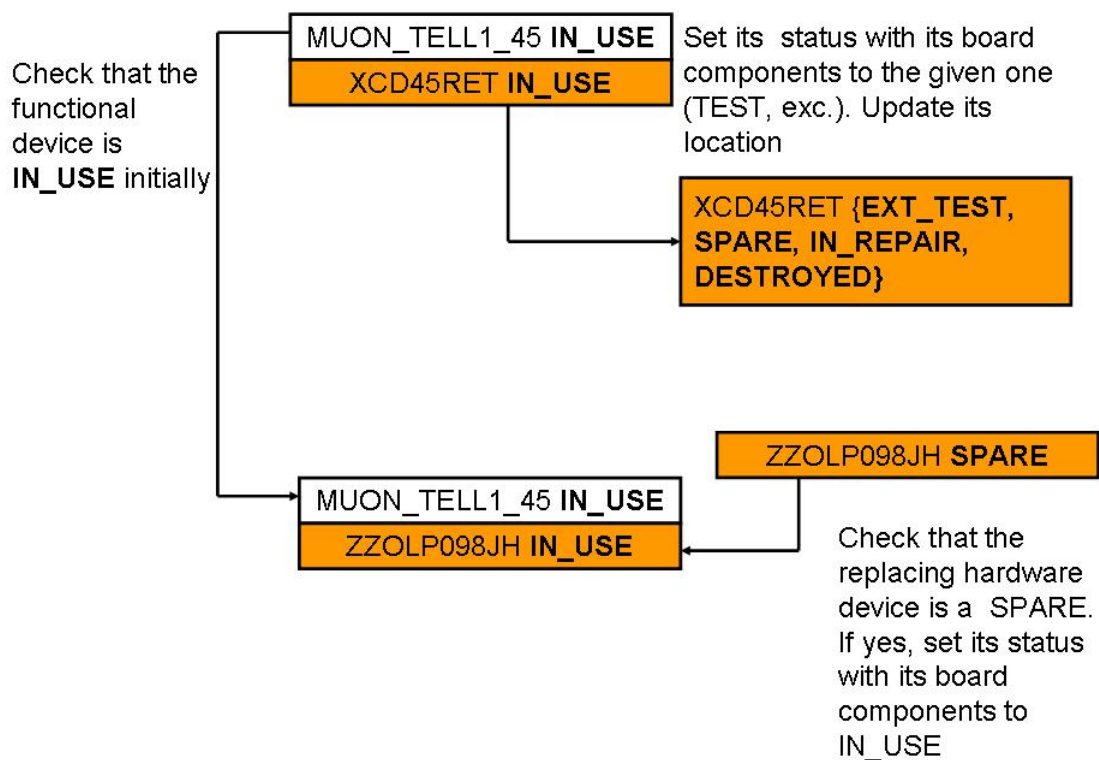 MUON_TELL1_45 IN_USE
XCD45RET IN_USE
Set its status with its board
components to the given one
(TEST, exc.). Update its
location
Check that the
functional
device is
IN_USE initially
XCD45RET {EXT_TEST,
SPARE, IN_REPAIR,
DESTROYED}
ZZOLP098JH SPARE
MUON_TELL1_45 IN_USE
ZZOLP098JH IN_USE
Check that the
replacing hardware
device is a SPARE.
If yes, set its status
with its board
components to
IN_USE